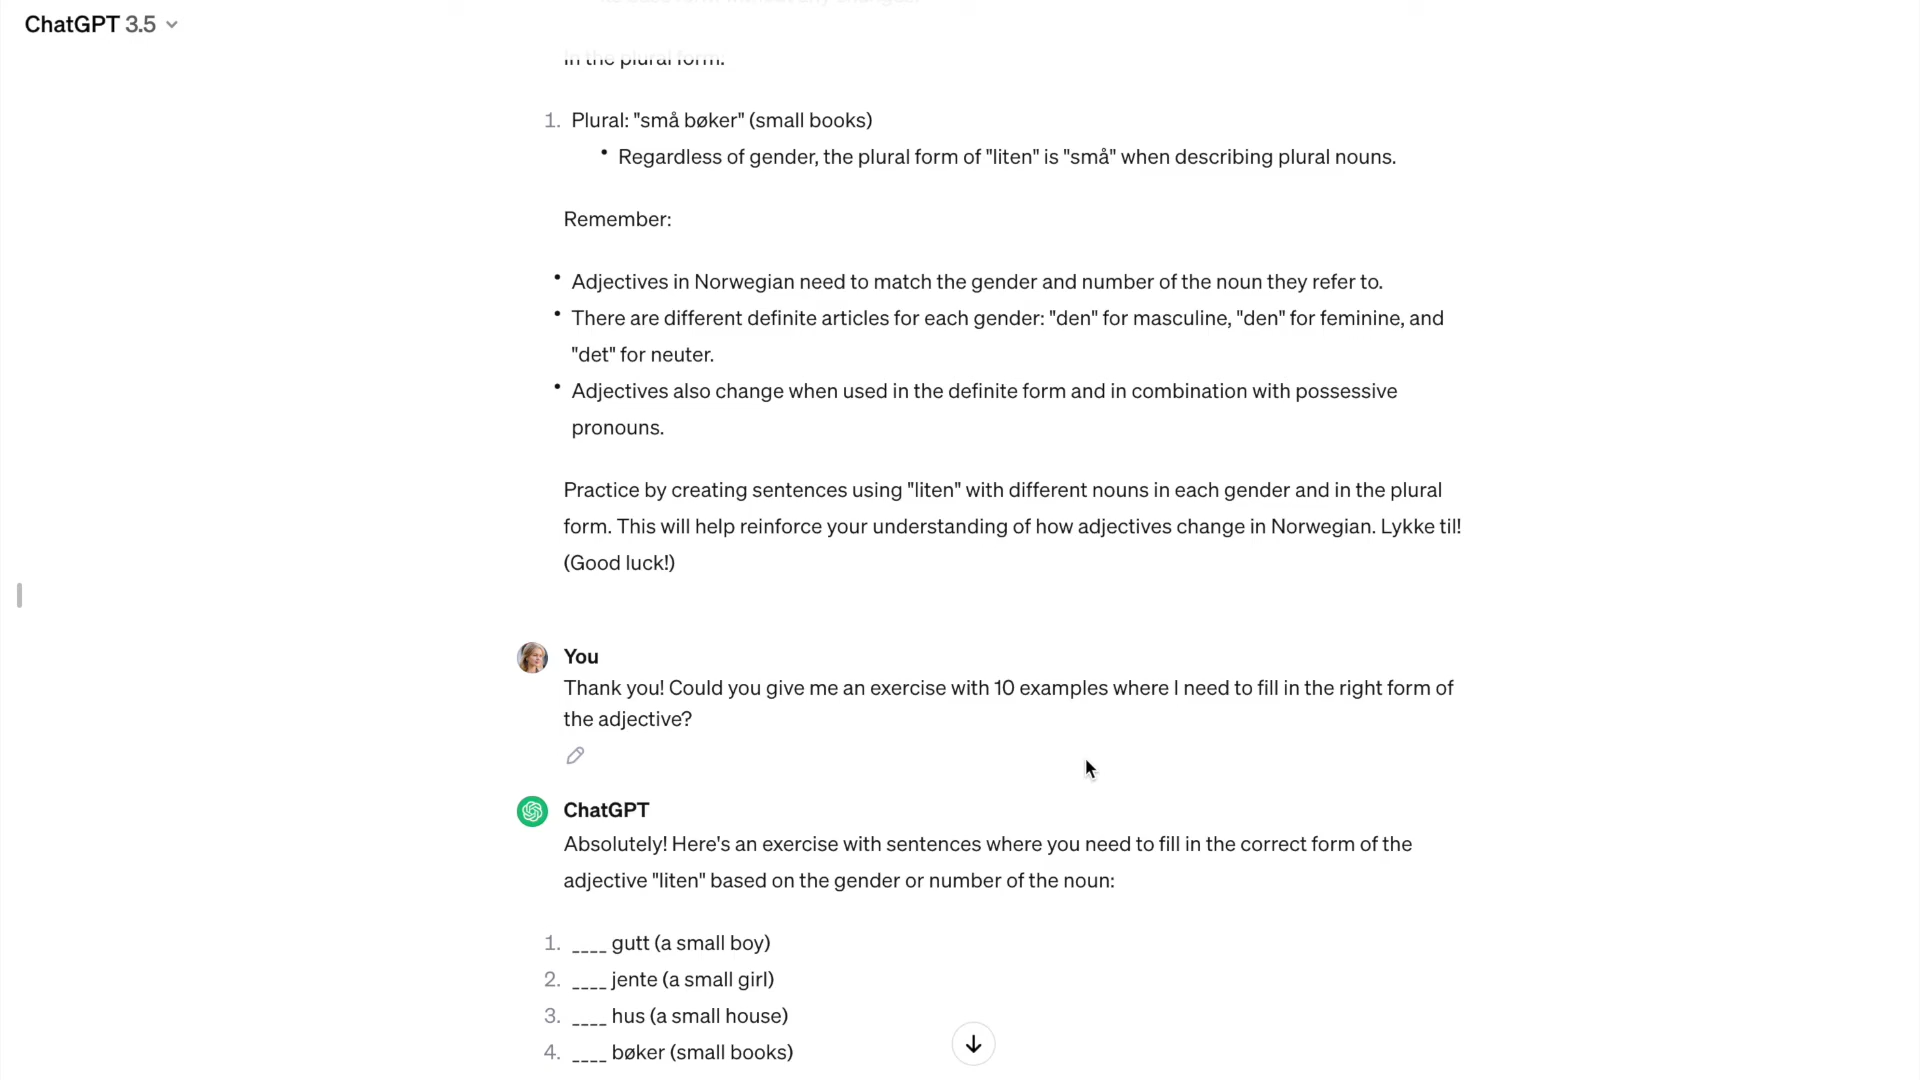 ChatGPT 3.5
In the plural form:
1. Plural: "små bøker" (small books)
• Regardless of gender, the plural form of "liten" is "små" when describing plural nouns.
Remember:
• Adjectives in Norwegian need to match the gender and number of the noun they refer to.
• There are different definite articles for each gender: "den" for masculine, "den" for feminine, and
"det" for neuter.
• Adjectives also change when used in the definite form and in combination with possessive
pronouns.
Practice by creating sentences using "liten" with different nouns in each gender and in the plural
form. This will help reinforce your understanding of how adjectives change in Norwegian. Lykke til!
(Good luck!)
You
Thank you! Could you give me an exercise with 10 examples where I need to fill in the right form of
the adjective?
ChatGPT
Absolutely! Here's an exercise with sentences where you need to fill in the correct form of the
adjective "liten" based on the gender or number of the noun:
1. ____ gutt (a small boy)
2. ____ jente (a small girl)
3. ____ hus (a small house)
4. ____ bøker (small books)